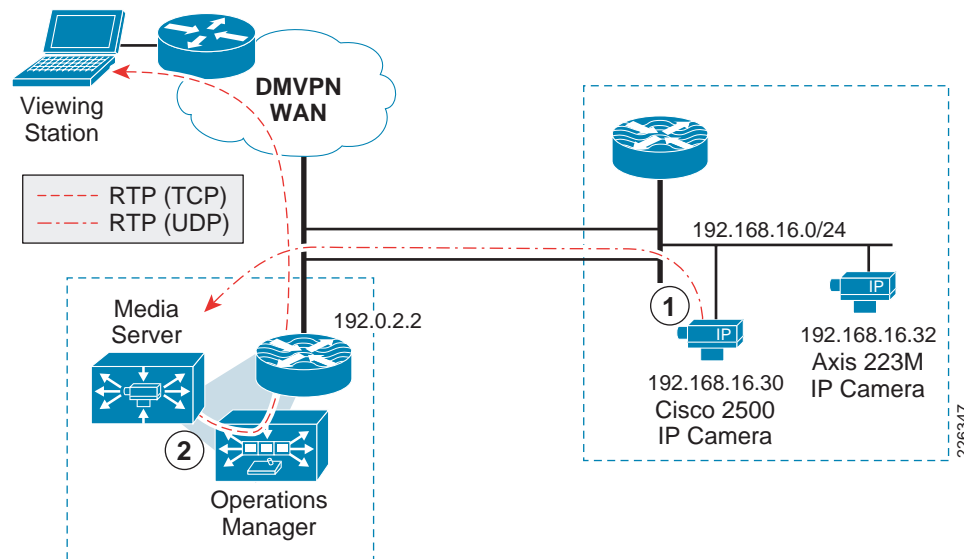 Viewing
Station
DMVPN
WAN
RTP (TCP)
RTP (UDP)
192.168.16.0/24
1
IP
IP
192.168.16.32
Axis 223M
IP Camera
192.168.16.30
Cisco 2500
IP Camera
Media
Server
192.0.2.2
2
Operations
Manager
226347